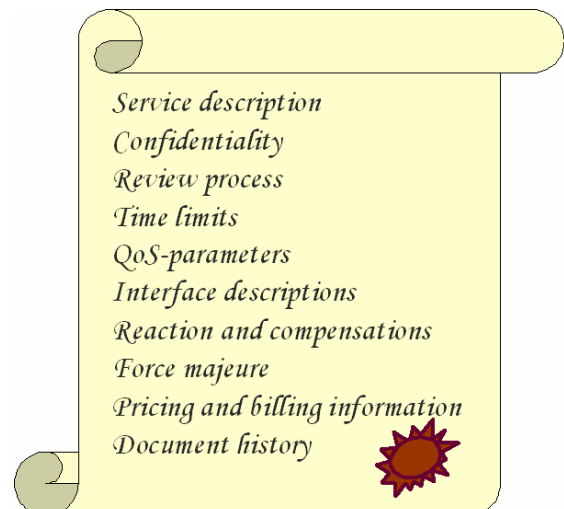 Service description
Confidentiality
Review process
Time limits
QoS-parameters
Interface descriptions
Reaction and compensations
Force majeure
Pricing and billing information
Document history